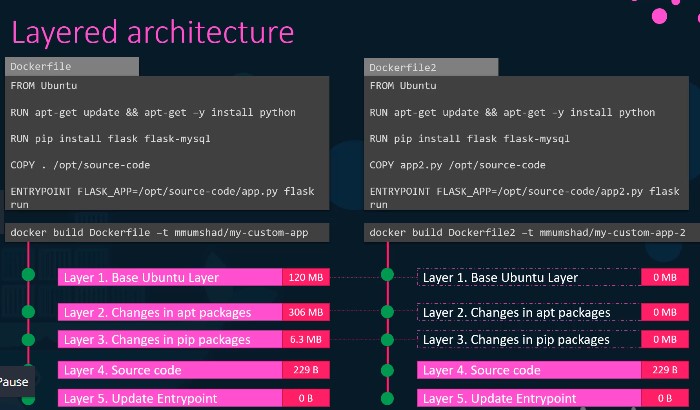 Layered architecture
Dockerfile
FROM Ubuntu
RUN apt-get update && apt-get –y install python
RUN pip install flask flask-mysql
COPY . /opt/source-code
ENTRYPOINT FLASK_APP=/opt/source-code/app.py flask
run
docker build Dockerfile –t mmumshad/my-custom-app
Layer 1. Base Ubuntu Layer 120 MB
Layer 2. Changes in apt packages 306 MB
Layer 3. Changes in pip packages 6.3 MB
Layer 4. Source code 229 B
Layer 5. Update Entrypoint 0 B
Dockerfile2
FROM Ubuntu
RUN apt-get update && apt-get –y install python
RUN pip install flask flask-mysql
COPY app2.py /opt/source-code
ENTRYPOINT FLASK_APP=/opt/source-code/app2.py flask
run
docker build Dockerfile2 –t mmumshad/my-custom-app-2
Layer 1. Base Ubuntu Layer 0 MB
Layer 2. Changes in apt packages 0 MB
Layer 3. Changes in pip packages 0 MB
Layer 4. Source code 229 B
Layer 5. Update Entrypoint 0 B
Pause